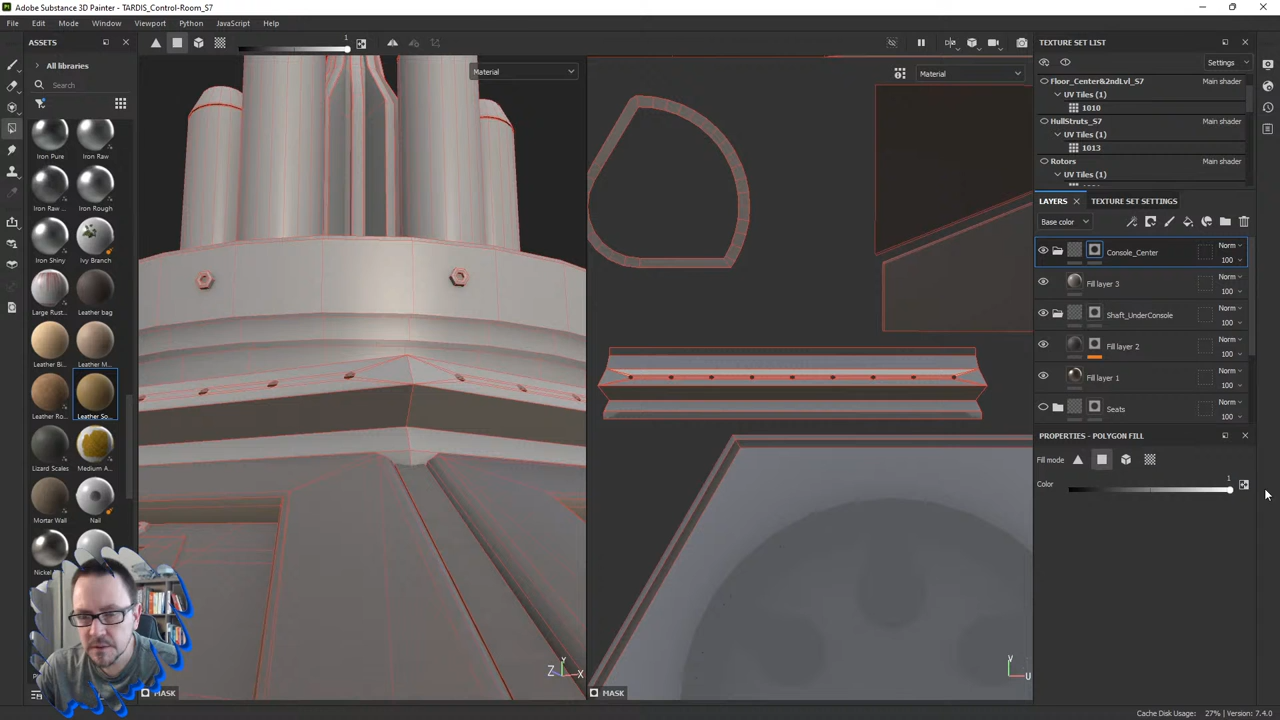 Adobe Substance 3D Painter - TARDIS_Control-Room_S7
File Edit Mode Window Viewport Python JavaScript Help
ASSETS
All libraries
Search
Iron Pure Iron Raw
Iron Raw ... Iron Rough
Iron Shiny Ivy Branch
Large Rust... Leather bag
Leather Bi... Leather M...
Leather Ro... Leather So...
Lizard Scales Medium A...
Mortar Wall Nail
1
Material
Material
MASK
MASK
Z Y X
V U
TEXTURE SET LIST
Settings
Floor_Center&2ndLvl_S7 Main shader
UV Tiles (1)
1010
HullStruts_S7 Main shader
UV Tiles (1)
1013
Rotors Main shader
UV Tiles (1)
LAYERS TEXTURE SET SETTINGS
Base color
Console_Center Norm 100
Fill layer 3 Norm 100
Shaft_UnderConsole Norm 100
Fill layer 2 Norm 100
Fill layer 1 Norm 100
Seats Norm 100
PROPERTIES - POLYGON FILL
Fill mode
Color 1
Cache Disk Usage: 27% | Version: 7.4.0